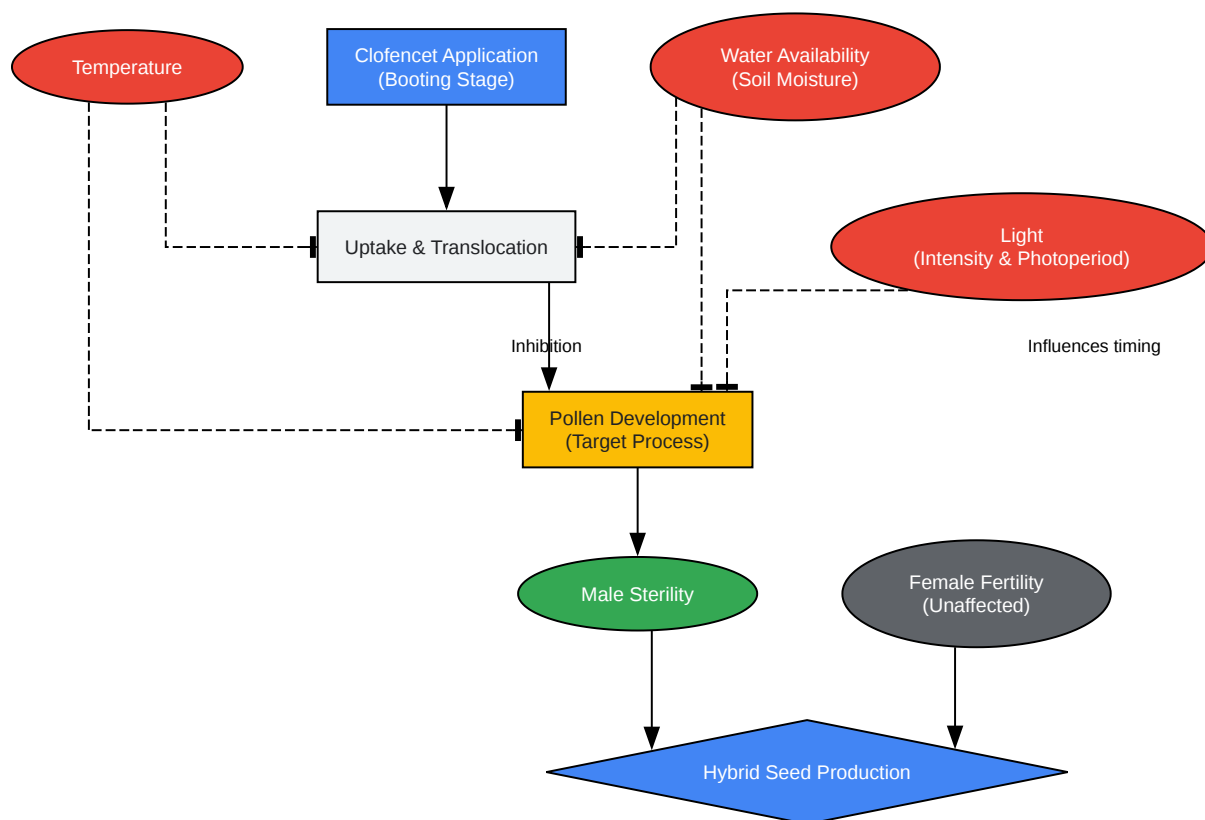 Temperature
Clofencet Application
(Booting Stage)
Water Availability
(Soil Moisture)
Uptake & Translocation
Light
(Intensity & Photoperiod)
Inhibition
Influences timing
Pollen Development
(Target Process)
Male Sterility
Female Fertility
(Unaffected)
Hybrid Seed Production